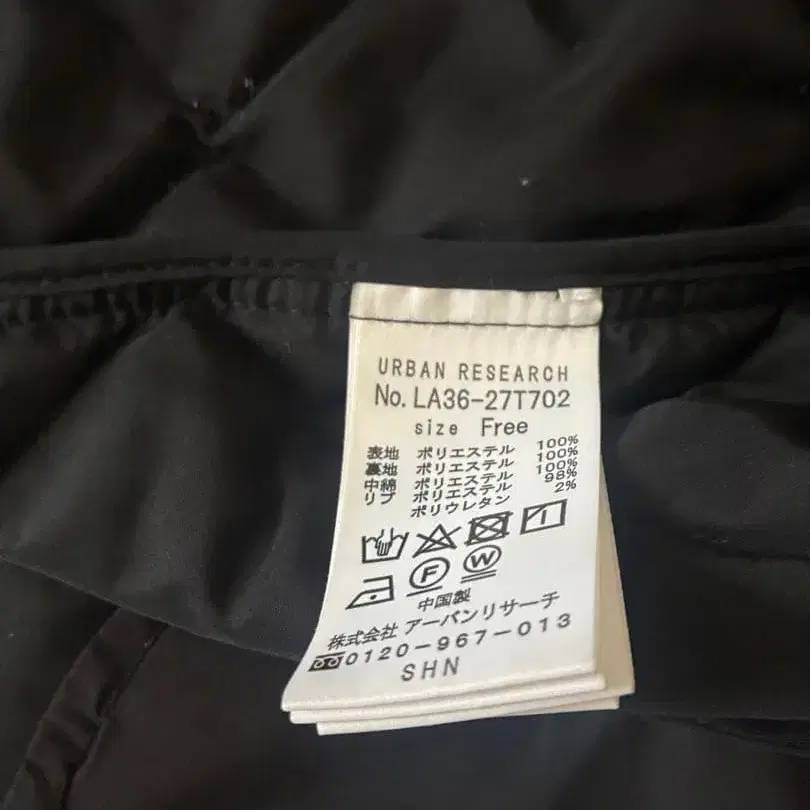 URBAN RESEARCH
No. LA36-27T702
size Free
表地 ポリエステル 100%
裏地 ポリエステル 100%
中綿 ポリエステル 100%
リブ ポリエステル 98%
ポリウレタン 2%
F W
中国製
株式会社 アーバンリサーチ
0120-967-013
SHN